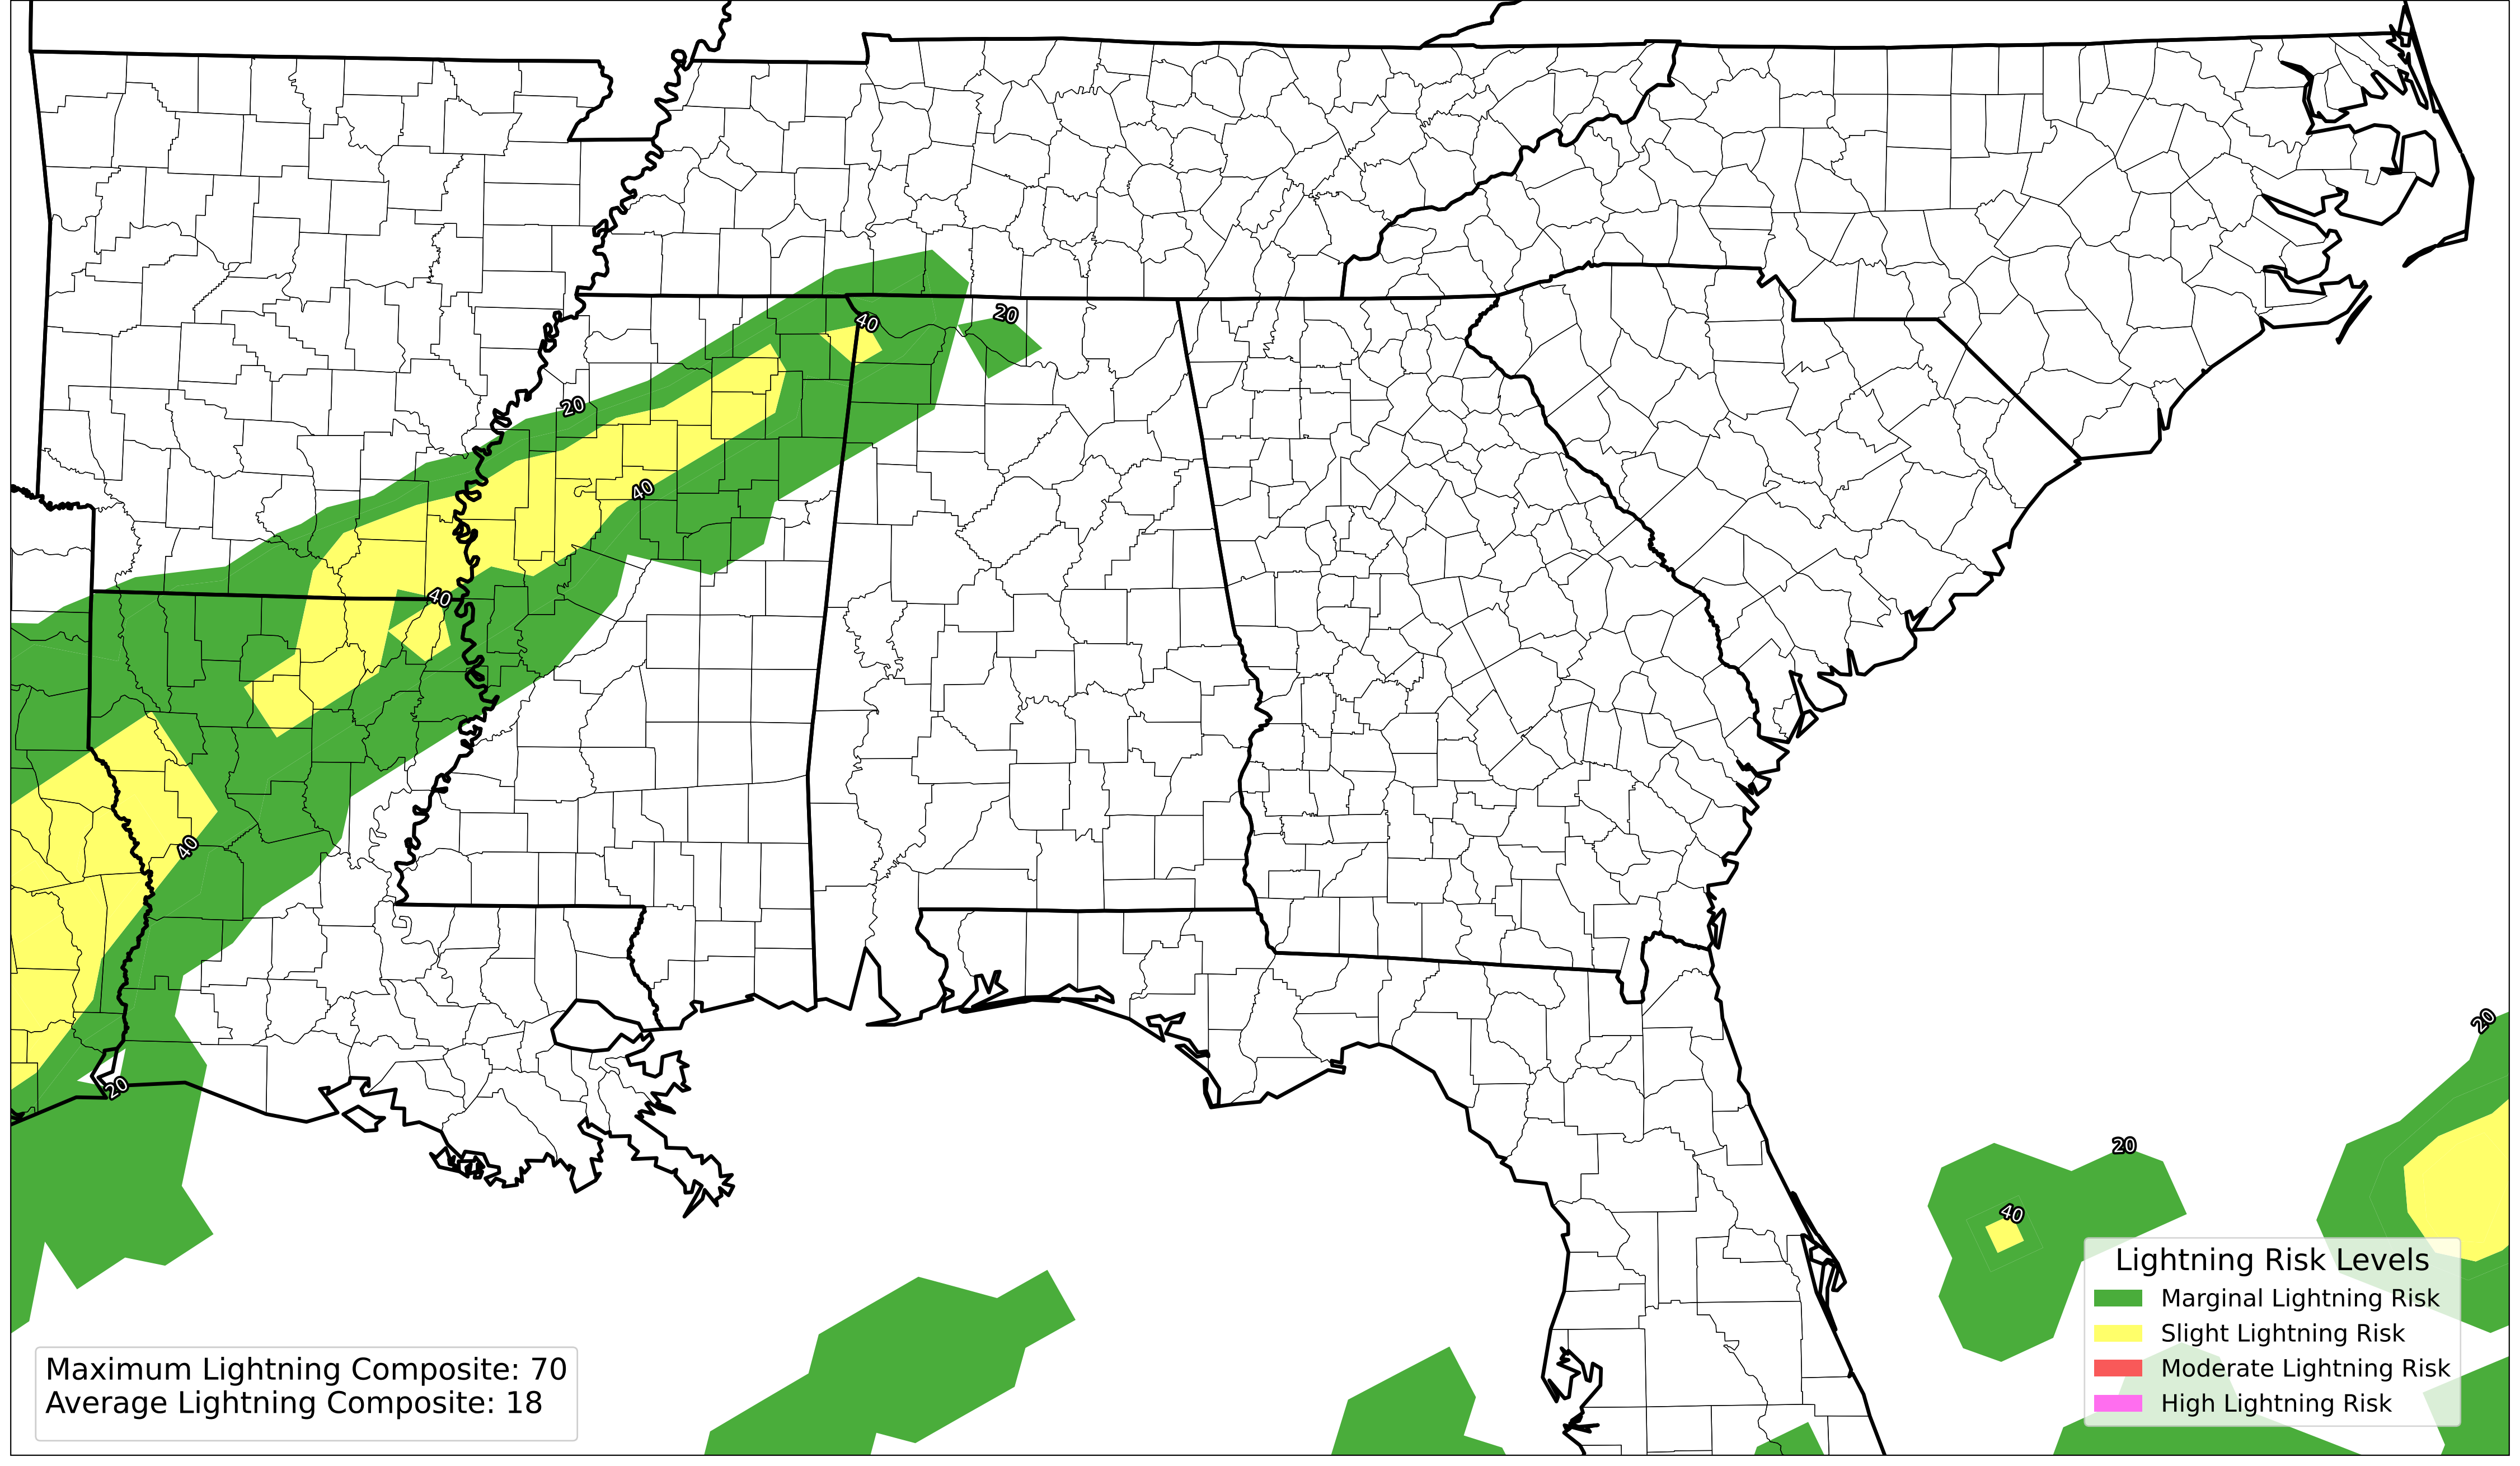 20
40
20
40
40
40
20
20
20
40
Lightning Risk Levels
Marginal Lightning Risk
Slight Lightning Risk
Moderate Lightning Risk
High Lightning Risk
Maximum Lightning Composite: 70
Average Lightning Composite: 18